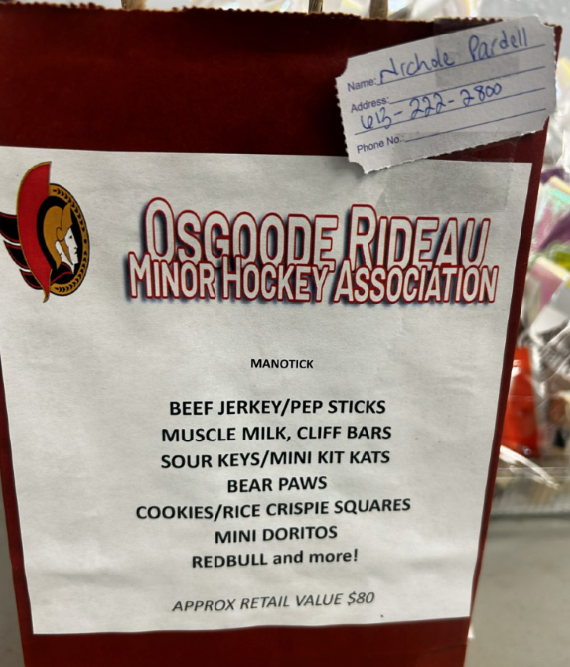 Name: Nichole Pardell
Address:
613-222-2800
Phone No.:
OSGOODE RIDEAU
MINOR HOCKEY ASSOCIATION
MANOTICK
BEEF JERKEY/PEP STICKS
MUSCLE MILK, CLIFF BARS
SOUR KEYS/MINI KIT KATS
BEAR PAWS
COOKIES/RICE CRISPIE SQUARES
MINI DORITOS
REDBULL and more!
APPROX RETAIL VALUE $80